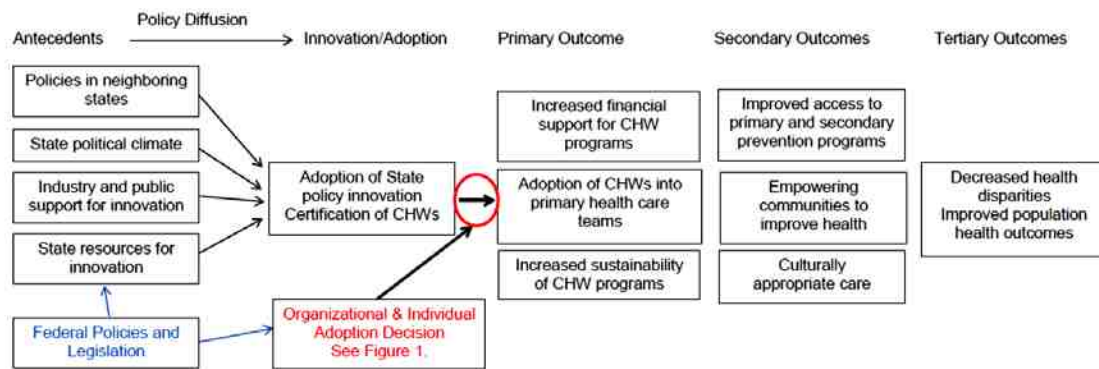 Policy Diffusion
Antecedents
Innovation/Adoption
Primary Outcome
Secondary Outcomes
Tertiary Outcomes
Policies in neighboring
states
State political climate
Industry and public
support for innovation
State resources for
innovation
Federal Policies and
Legislation
Adoption of State
policy innovation
Certification of CHWs
Organizational & Individual
Adoption Decision
See Figure 1.
Increased financial
support for CHW
programs
Adoption of CHWs into
primary health care
teams
Increased sustainability
of CHW programs
Improved access to
primary and secondary
prevention programs
Empowering
communities to
improve health
Culturally
appropriate care
Decreased health
disparities
Improved population
health outcomes